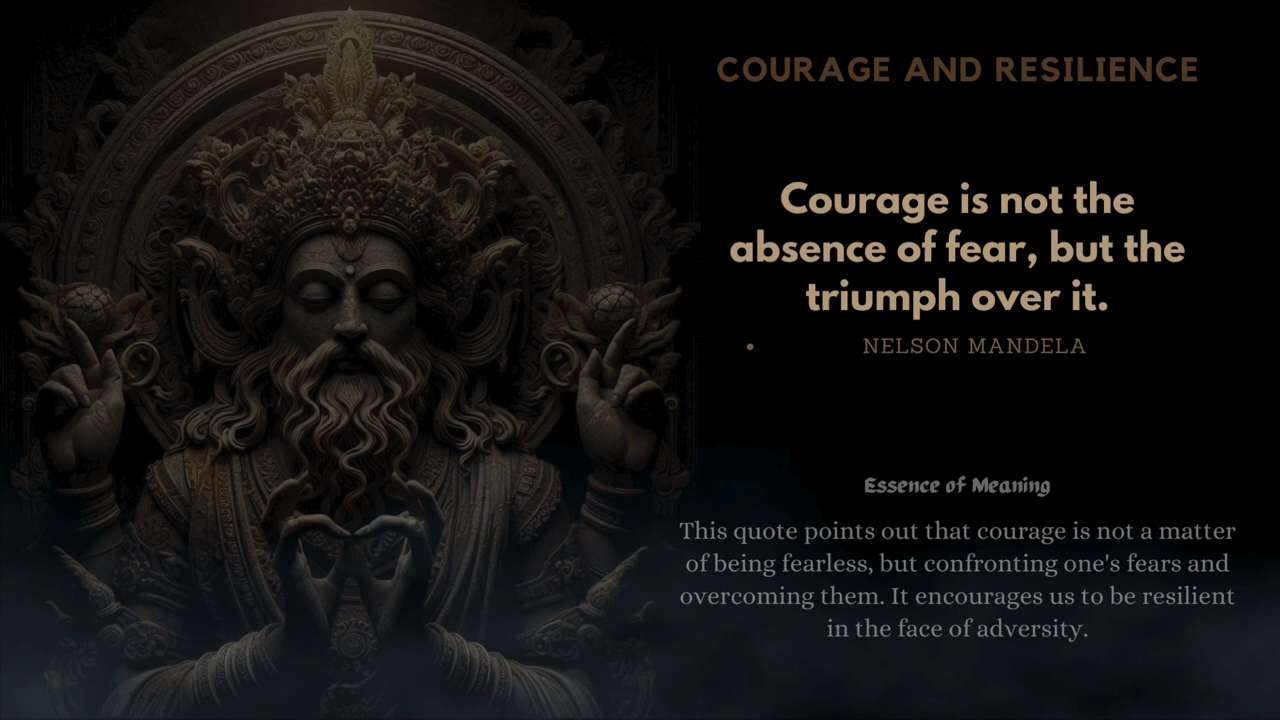 COURAGE AND RESILIENCE
Courage is not the
absence of fear, but the
triumph over it.
• NELSON MANDELA
Essence of Meaning
This quote points out that courage is not a matter
of being fearless, but confronting one's fears and
overcoming them. It encourages us to be resilient
in the face of adversity.